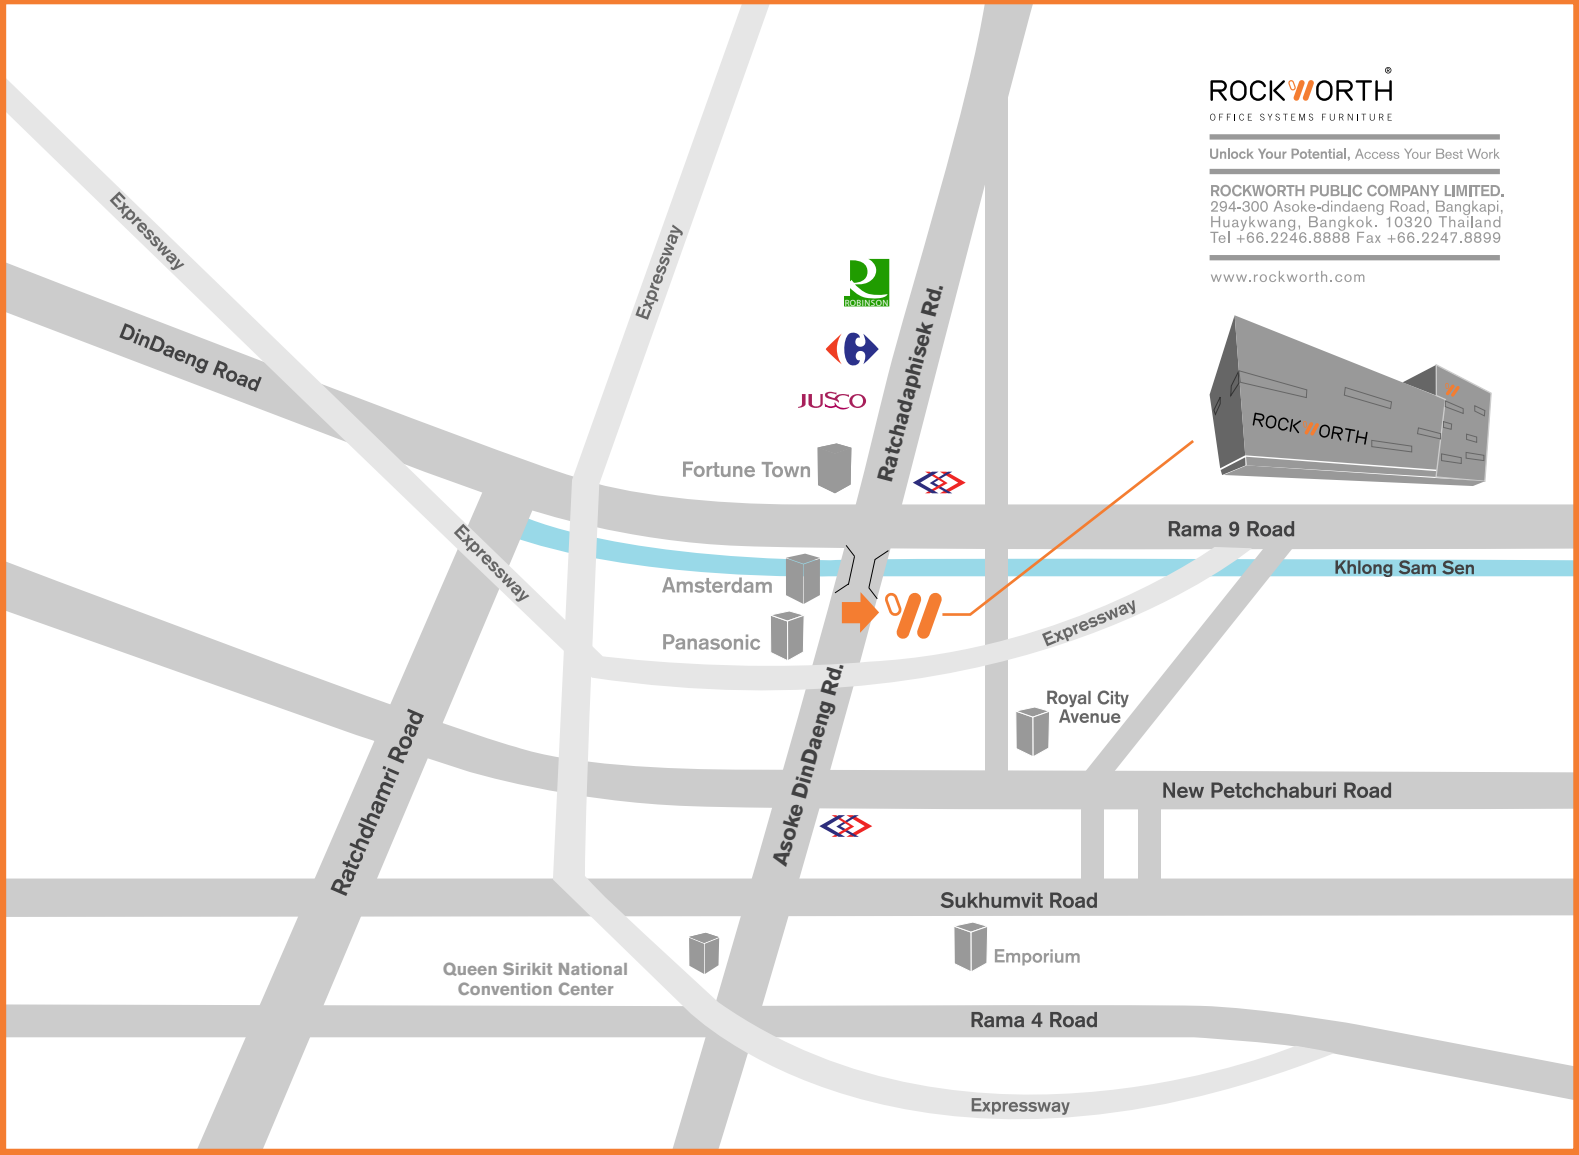 ROCKWORTH®
OFFICE SYSTEMS FURNITURE
Unlock Your Potential, Access Your Best Work
ROCKWORTH PUBLIC COMPANY LIMITED.
294-300 Asoke-dindaeng Road, Bangkapi,
Huaykwang, Bangkok. 10320 Thailand
Tel +66.2246.8888 Fax +66.2247.8899
www.rockworth.com
Expressway
Expressway
DinDaeng Road
ROBINSON
Ratchadaphisek Rd.
JUSCO
ROCKWORTH
W
Fortune Town
Rama 9 Road
Expressway
Khlong Sam Sen
Amsterdam
W
Expressway
Panasonic
Asoke DinDaeng Rd.
Royal City
Avenue
Ratchdhamri Road
New Petchchaburi Road
Sukhumvit Road
Emporium
Queen Sirikit National
Convention Center
Rama 4 Road
Expressway